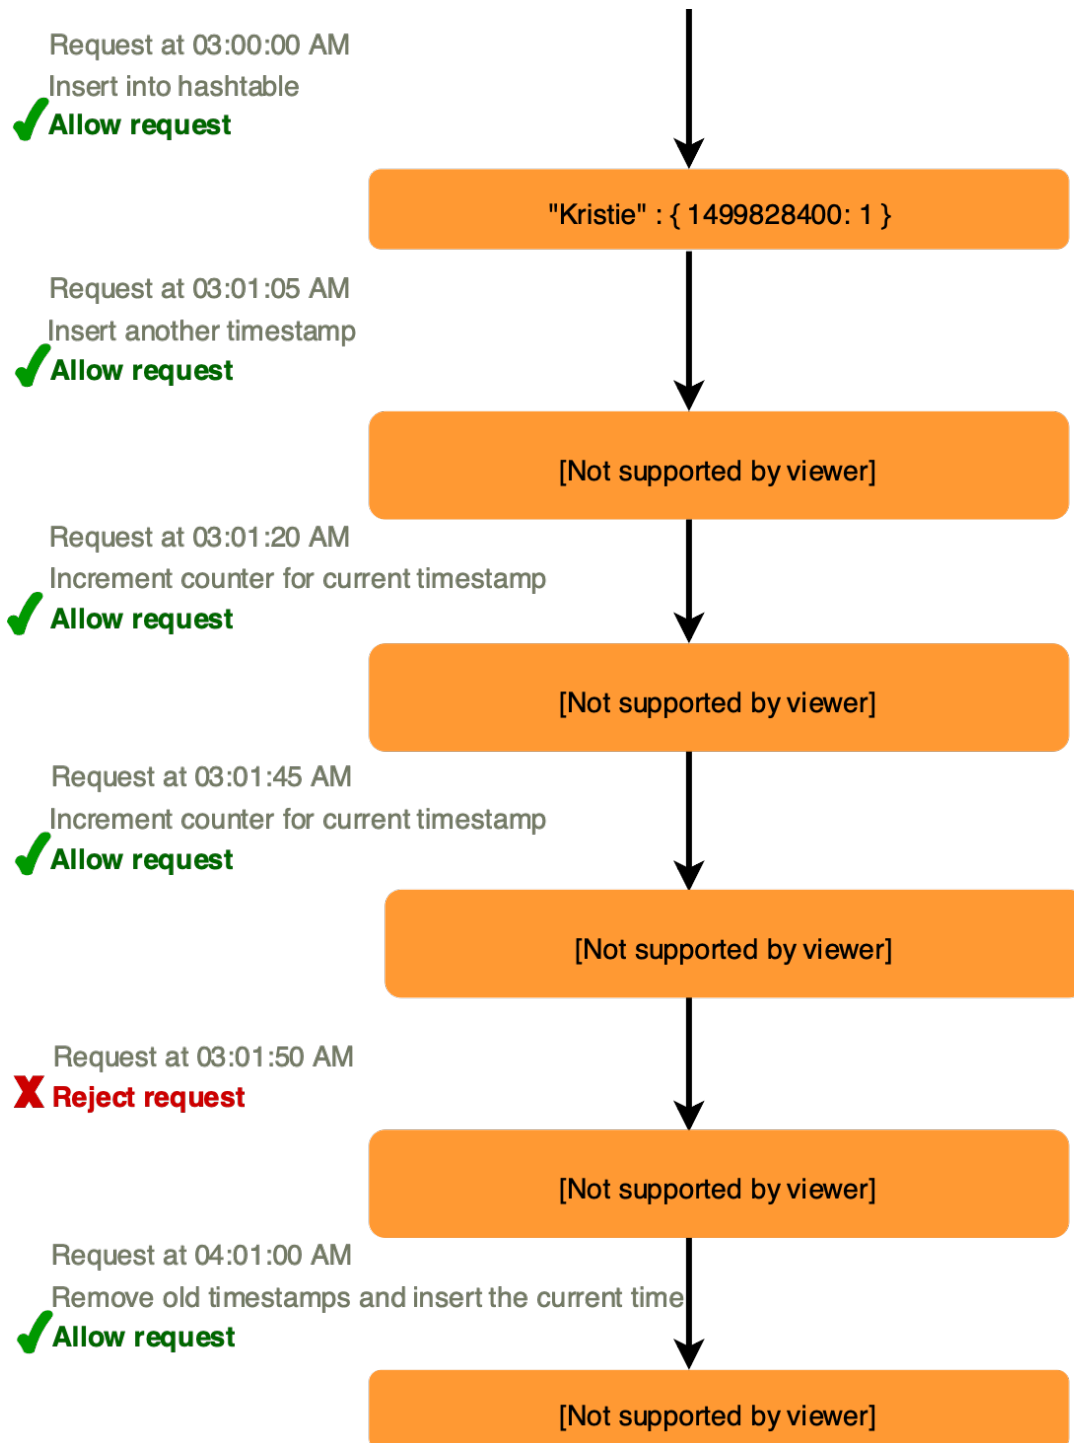 Request at 03:00:00 AM
Insert into hashtable
Allow request
"Kristie" : { 1499828400: 1 }
Request at 03:01:05 AM
Insert another timestamp
Allow request
[Not supported by viewer]
Request at 03:01:20 AM
Increment counter for current timestamp
Allow request
[Not supported by viewer]
Request at 03:01:45 AM
Increment counter for current timestamp
Allow request
[Not supported by viewer]
Request at 03:01:50 AM
X Reject request
[Not supported by viewer]
Request at 04:01:00 AM
Remove old timestamps and insert the current time
Allow request
[Not supported by viewer]